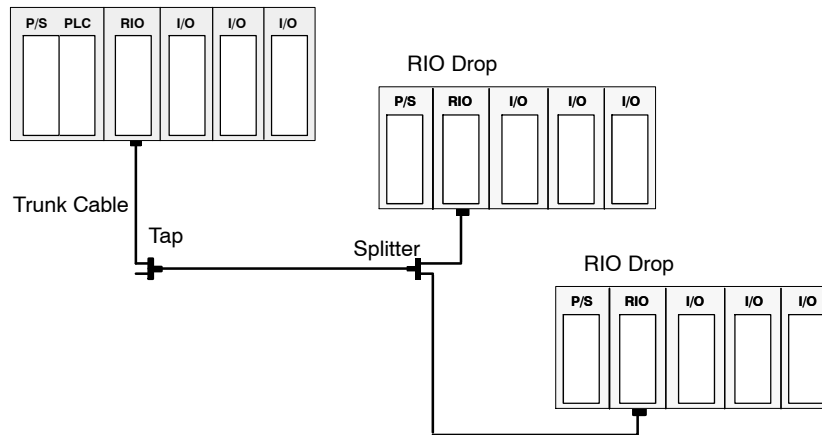 P/S PLC RIO I/O I/O I/O
RIO Drop
P/S RIO I/O I/O I/O
Trunk Cable
Tap
Splitter
RIO Drop
P/S RIO I/O I/O I/O